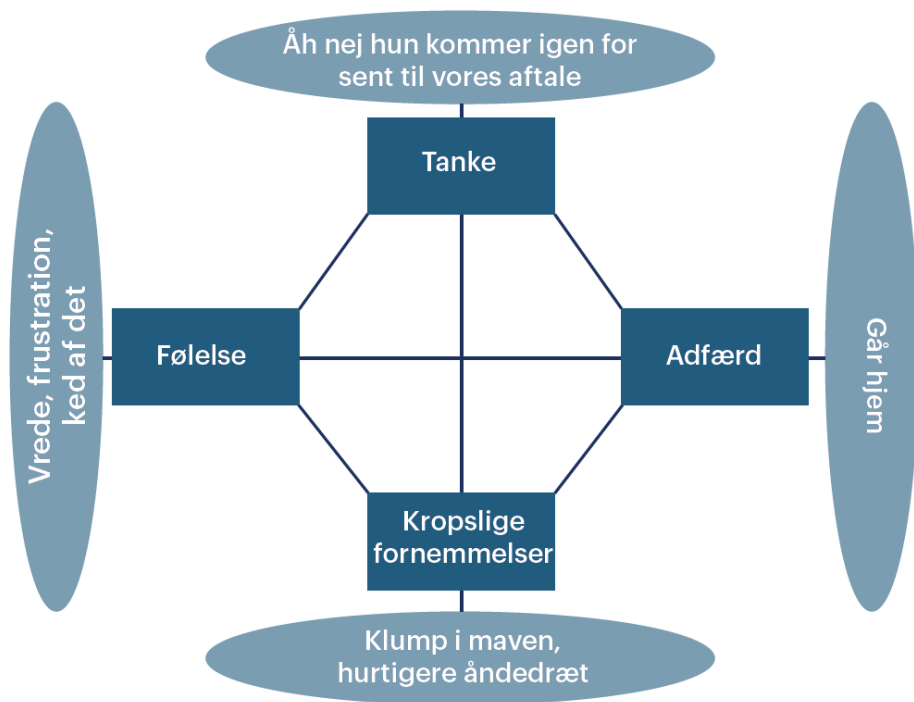 Åh nej hun kommer igen for
sent til vores aftale
Tanke
Vrede, frustration,
ked af det
Følelse
Adfærd
Går hjem
Kropslige
fornemmelser
Klump i maven,
hurtigere åndedræt